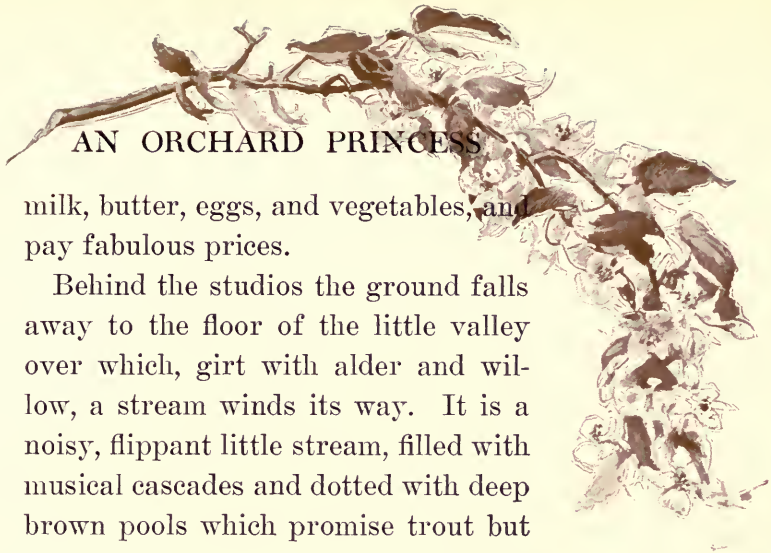 AN ORCHARD PRINCESS
milk, butter, eggs, and vegetables, and
pay fabulous prices.
Behind the studios the ground falls
away to the floor of the little valley
over which, girt with alder and wil-
low, a stream winds its way. It is a
noisy, flippant little stream, filled with
musical cascades and dotted with deep
brown pools which promise trout but